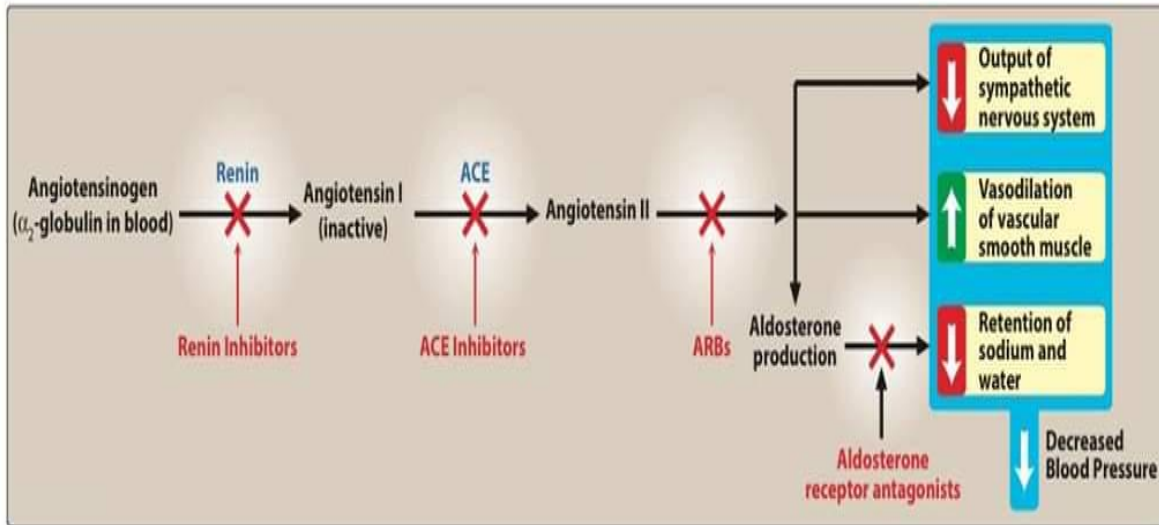 Output of
sympathetic
nervous system
Renin
ACE
Angiotensinogen
(α₂-globulin in blood)
Angiotensin I
(inactive)
Angiotensin II
Vasodilation
of vascular
smooth muscle
Renin Inhibitors
ACE Inhibitors
ARBs
Aldosterone
production
Retention of
sodium and
water
Aldosterone
receptor antagonists
Decreased
Blood Pressure